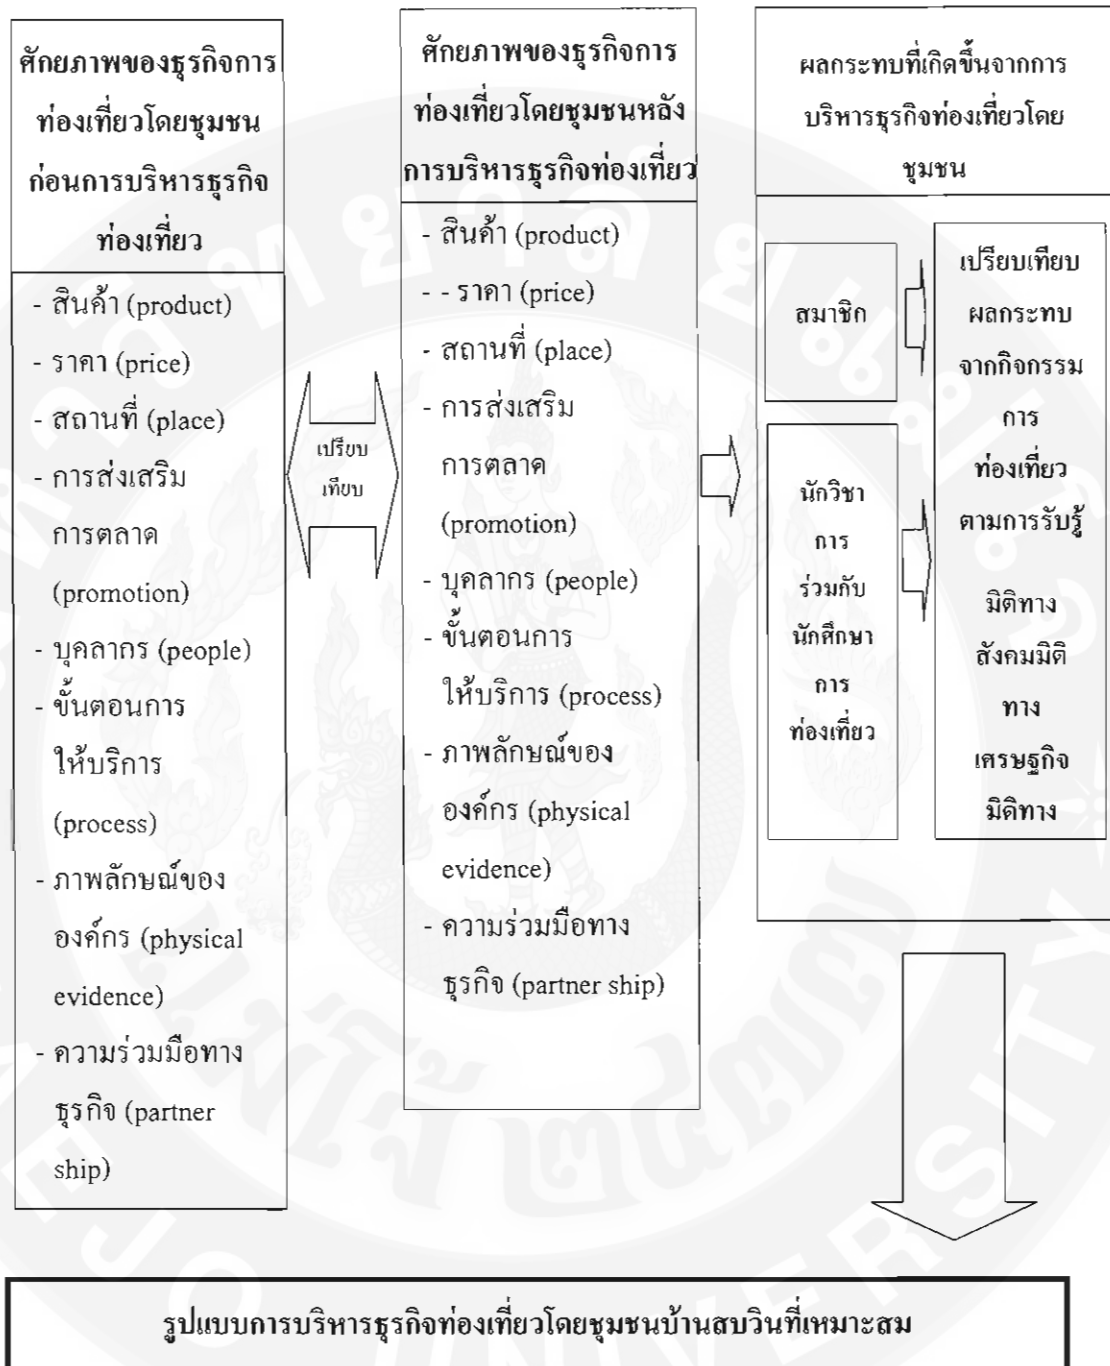 ศักยภาพของธุรกิจการ
ท่องเที่ยวโดยชุมชน
ก่อนการบริหารธุรกิจ
ท่องเที่ยว
- สินค้า (product)
- ราคา (price)
- สถานที่ (place)
- การส่งเสริม
การตลาด
(promotion)
- บุคลากร (people)
- ขั้นตอนการ
ให้บริการ
(process)
- ภาพลักษณ์ของ
องค์กร (physical
evidence)
- ความร่วมมือทาง
ธุรกิจ (partner
ship)
เปรียบ
เทียบ
ศักยภาพของธุรกิจการ
ท่องเที่ยวโดยชุมชนหลัง
การบริหารธุรกิจท่องเที่ยว
- สินค้า (product)
- - ราคา (price)
- สถานที่ (place)
- การส่งเสริม
การตลาด
(promotion)
- บุคลากร (people)
- ขั้นตอนการ
ให้บริการ (process)
- ภาพลักษณ์ของ
องค์กร (physical
evidence)
- ความร่วมมือทาง
ธุรกิจ (partner ship)
ผลกระทบที่เกิดขึ้นจากการ
บริหารธุรกิจท่องเที่ยวโดย
ชุมชน
สมาชิก
นักวิชา
การ
ร่วมกับ
นักศึกษา
การ
ท่องเที่ยว
เปรียบเทียบ
ผลกระทบ
จากกิจกรรม
การ
ท่องเที่ยว
ตามการรับรู้
มิติทาง
สังคมมิติ
ทาง
เศรษฐกิจ
มิติทาง
รูปแบบการบริหารธุรกิจท่องเที่ยวโดยชุมชนบ้านสบวินที่เหมาะสม